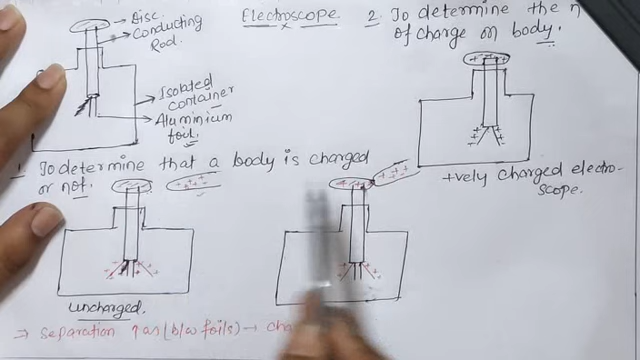 Electroscope
Disc
Conducting
Rod.
Isolated
container
Aluminium
foil.
1. To determine that a body is charged
or not.
uncharged.
⇒ Separation ↑as (b/w foils) →
2. To determine the
of charge on body.
+vely charged electro-
scope.